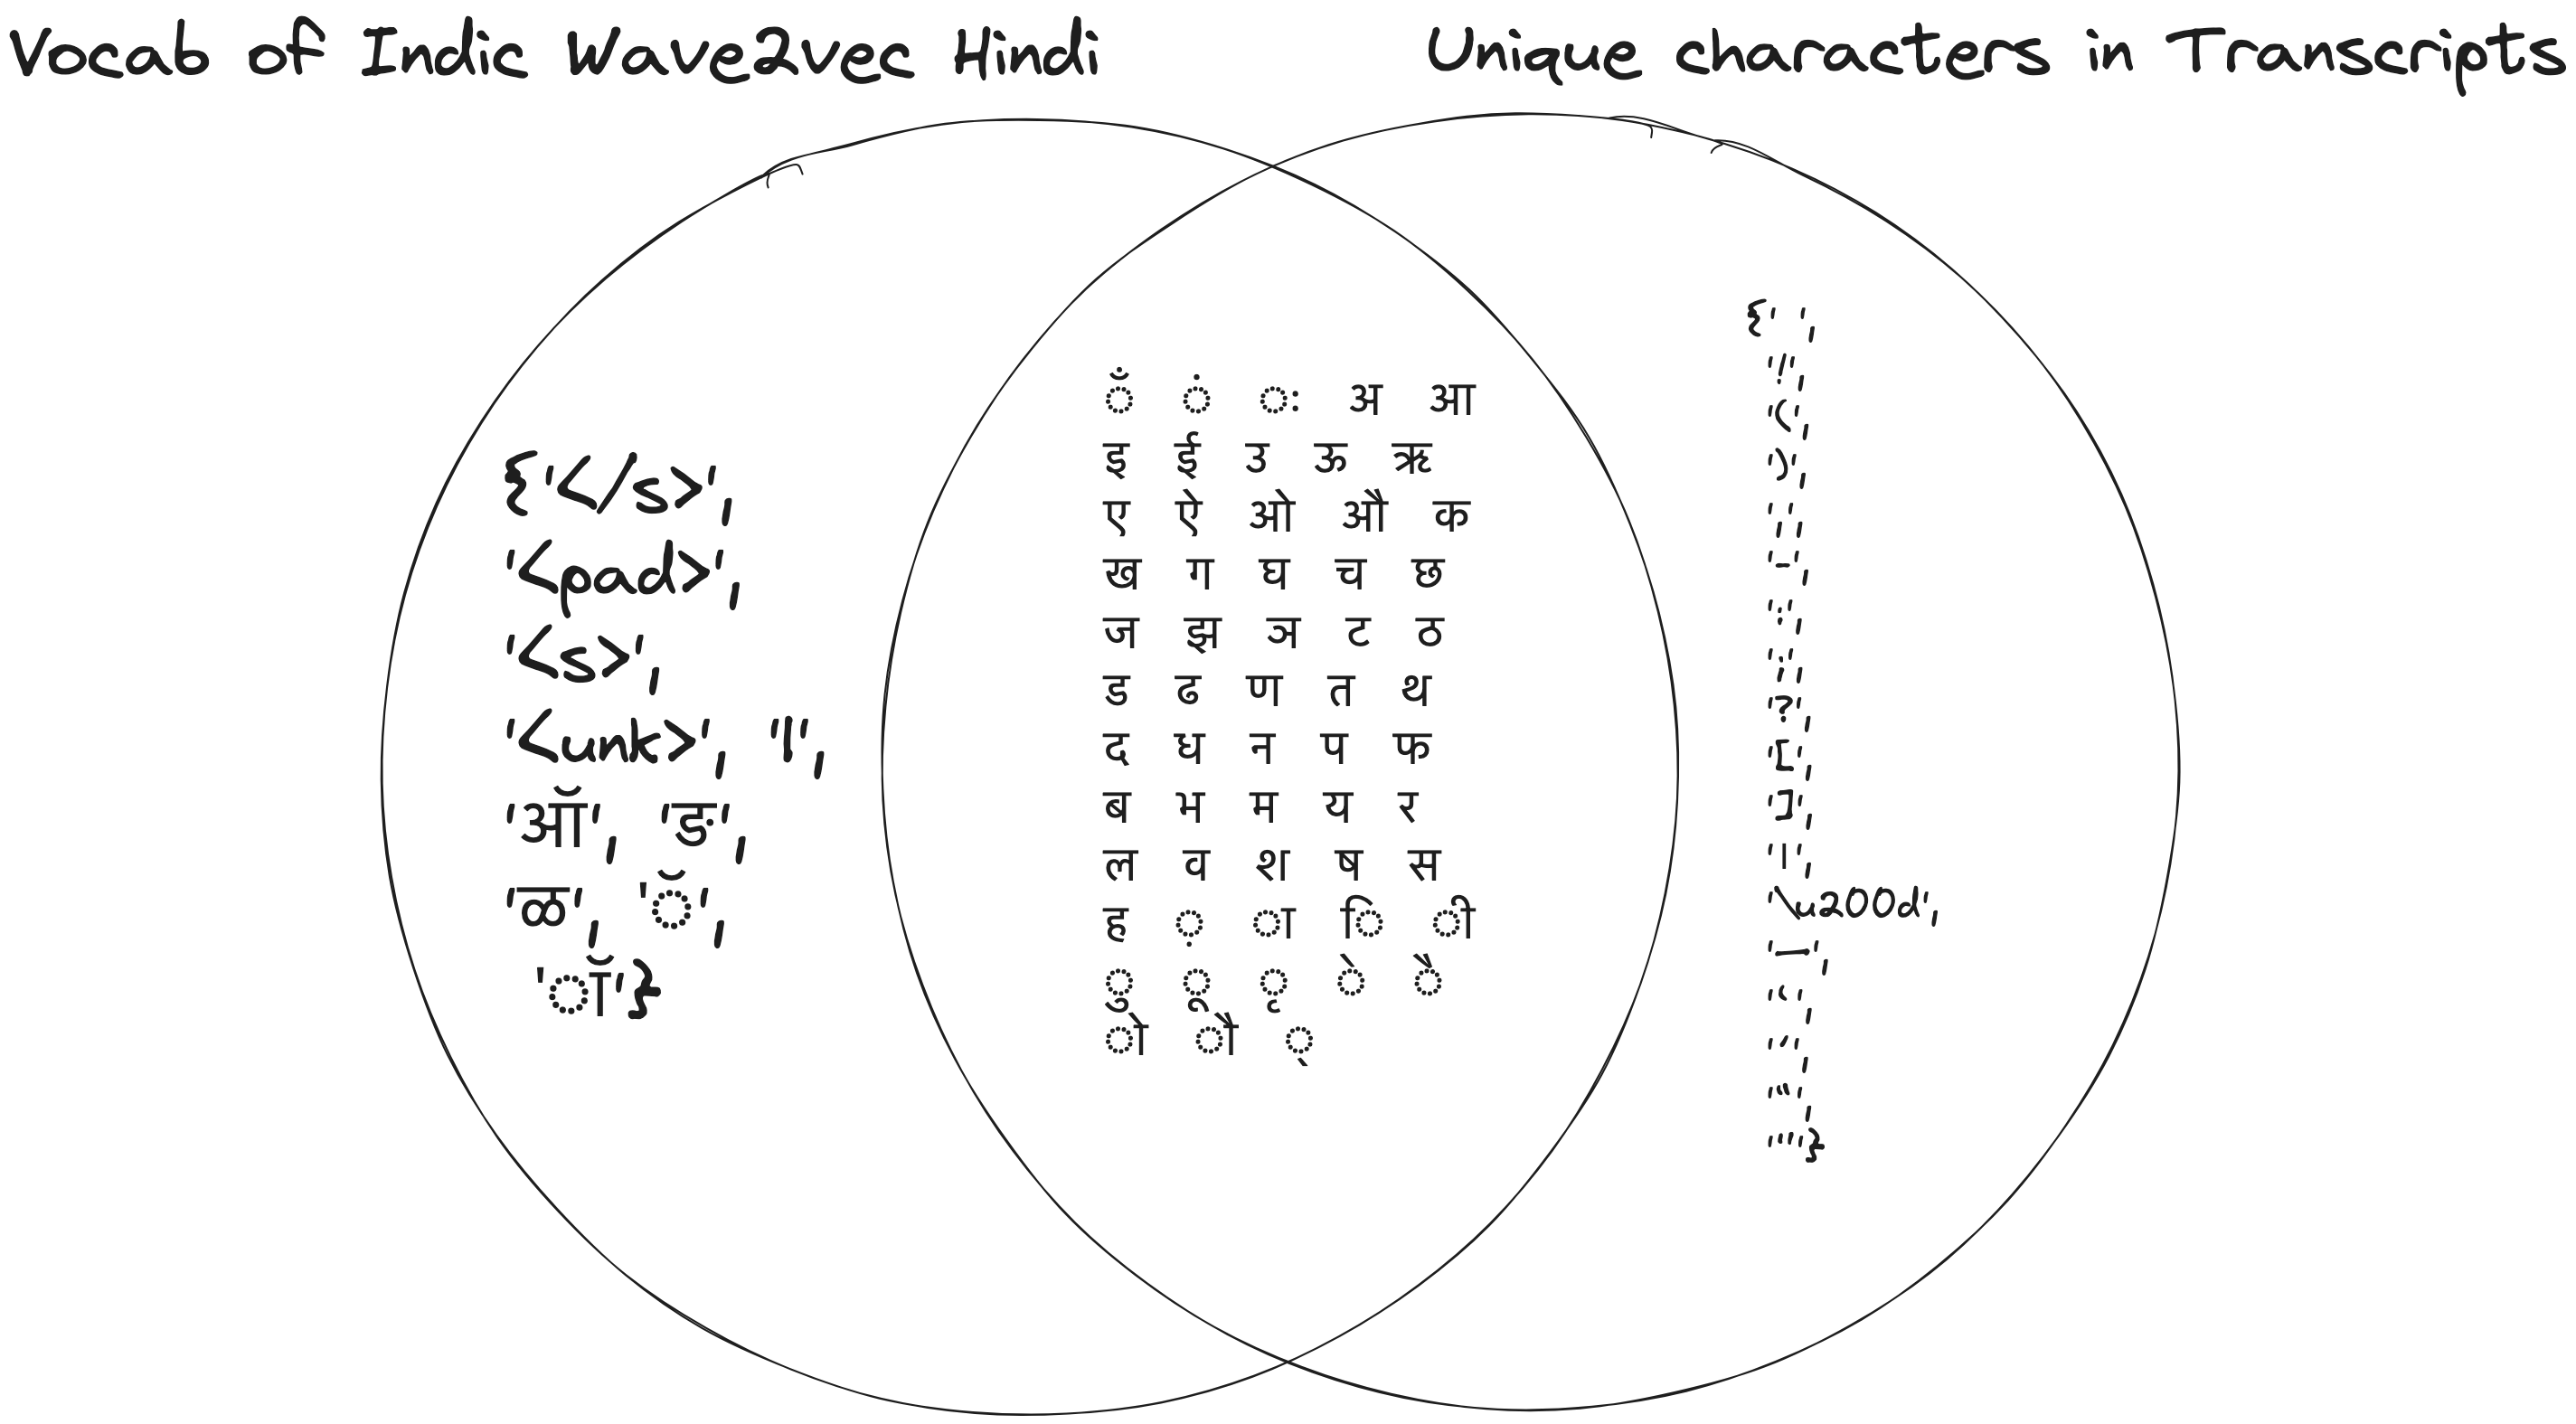 Vocab of Indic Wave2vec Hindi
Unique characters in Transcripts
{'</s>',
'<pad>',
'<s>',
'<unk>', '|',
'ऑ', 'ङ',
'ळ', 'ॅ',
'ॉ'}
ँ ं ः अ आ
इ ई उ ऊ ऋ
ए ऐ ओ औ क
ख ग घ च छ
ज झ ञ ट ठ
ड ढ ण त थ
द ध न प फ
ब भ म य र
ल व श ष स
ह ़ ा ि ी
ु ू ृ े ै
ो ौ ्
{' ',
'!',
'(',
')',
',',
'-',
':',
';',
'?',
'[',
']',
'।',
'\u200d',
'—',
'‘',
'’',
'“',
'”'}